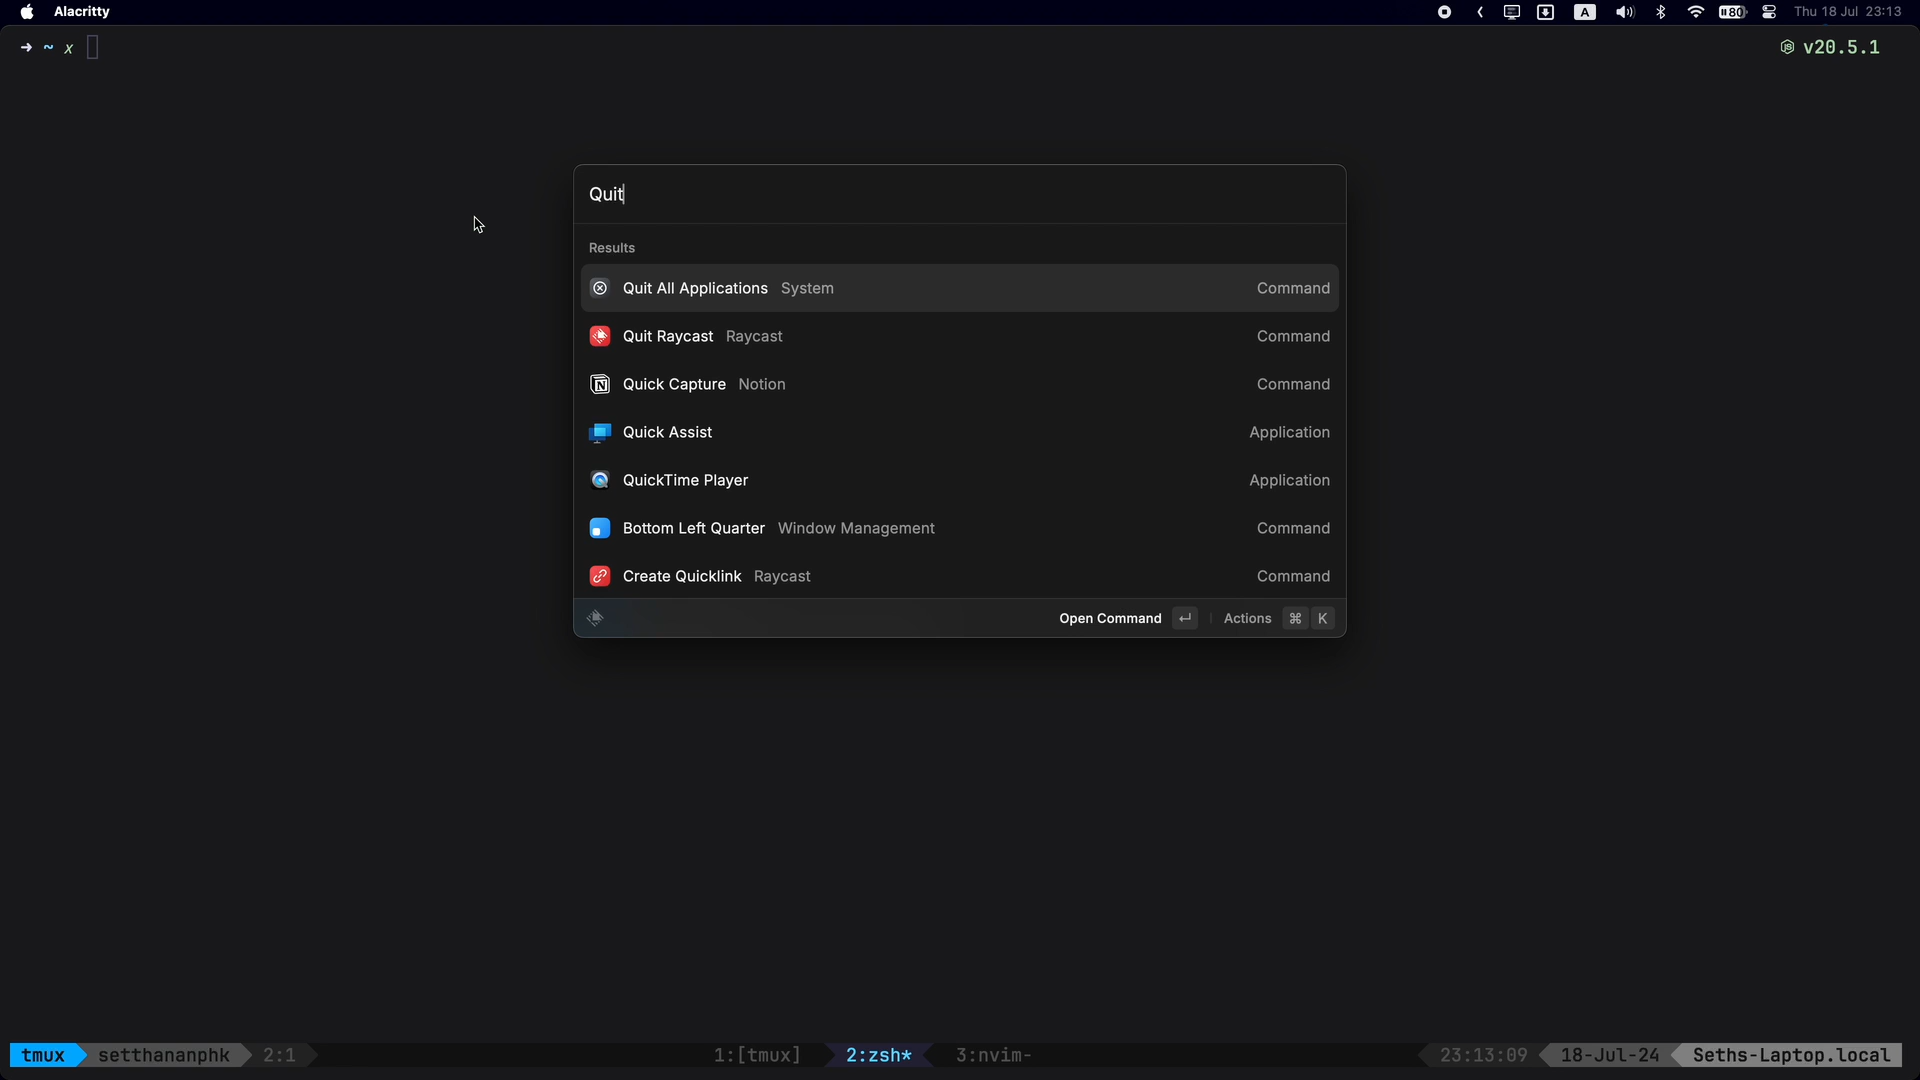 Alacritty
A
80
Thu 18 Jul 23:13
➜ ~ x
v20.5.1
Quit
Results
Quit All Applications System Command
Quit Raycast Raycast Command
Quick Capture Notion Command
Quick Assist Application
QuickTime Player Application
Bottom Left Quarter Window Management Command
Create Quicklink Raycast Command
Open Command ↵ | Actions ⌘ K
tmux setthananphk 2:1 1:[tmux] 2:zsh* 3:nvim- 23:13:09 18-Jul-24 Seths-Laptop.local